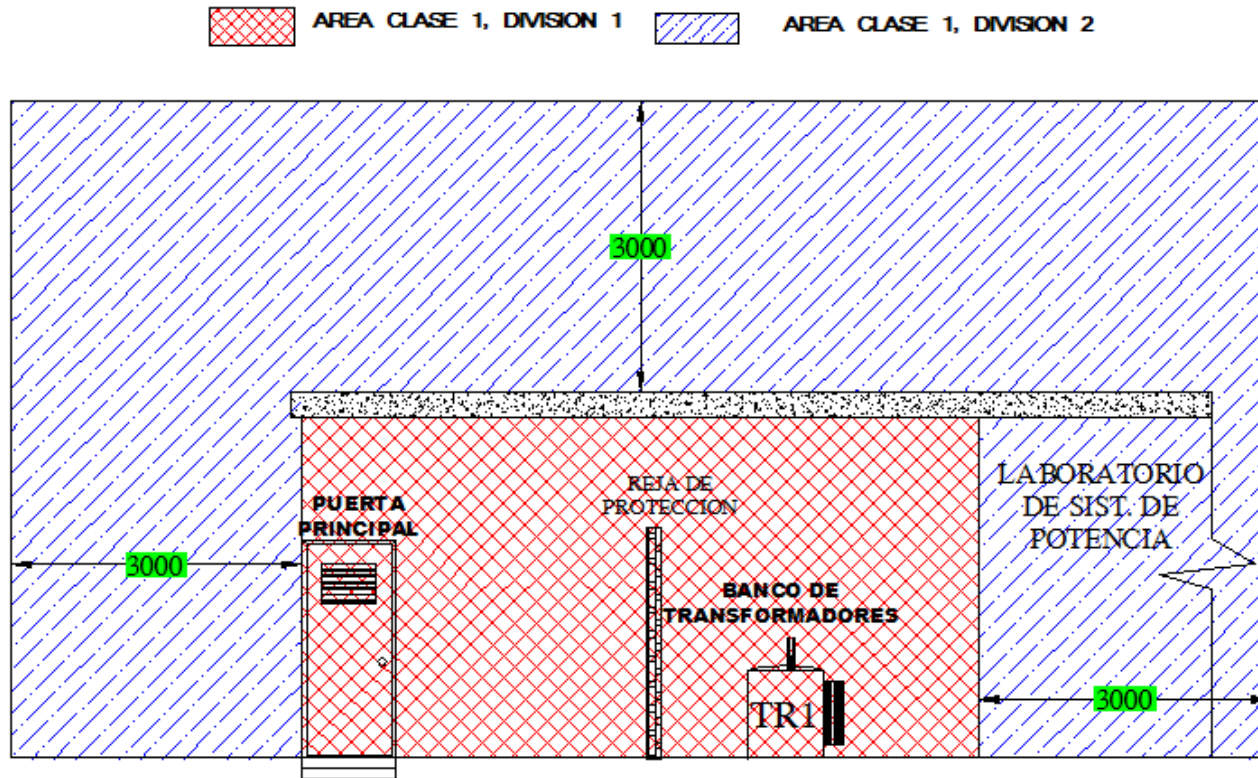 AREA CLASE 1, DIVISION 1
AREA CLASE 1, DIVISION 2
3000
LABORATORIO
DE SIST. DE
POTENCIA
REJA DE
PROTECCION
PUERTA
PRINCIPAL
3000
BANCO DE
TRANSFORMADORES
TR1
3000